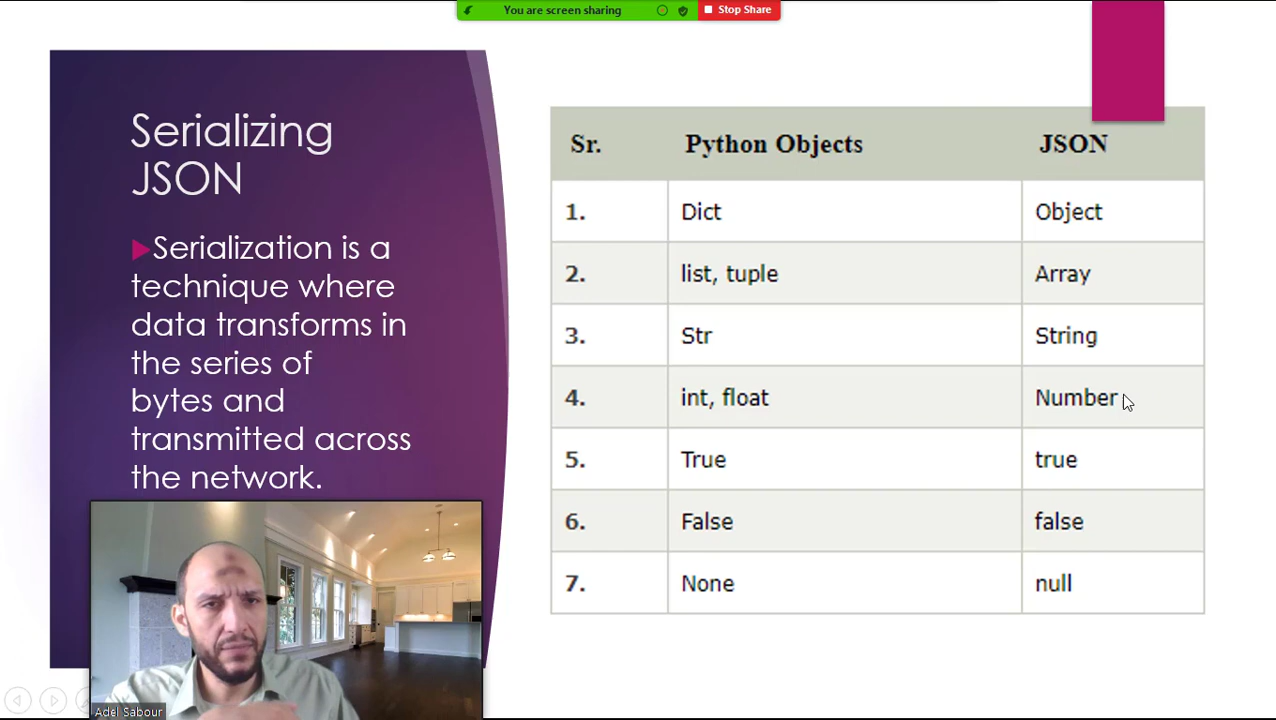 You are screen sharing
Stop Share
Serializing
JSON
Serialization is a
technique where
data transforms in
the series of
bytes and
transmitted across
the network.
Sr. Python Objects JSON
1. Dict Object
2. list, tuple Array
3. Str String
4. int, float Number
5. True true
6. False false
7. None null
Adel Sabour